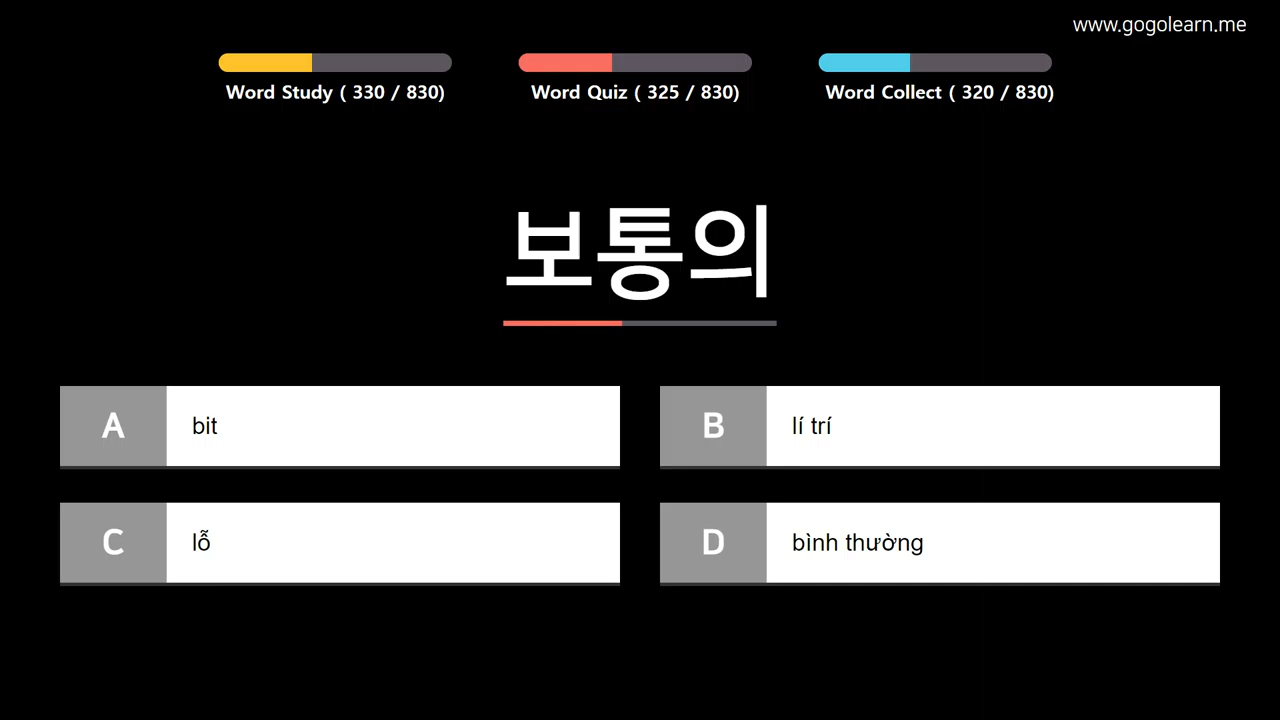 www.gogolearn.me
Word Study ( 330 / 830)
Word Quiz ( 325 / 830)
Word Collect ( 320 / 830)
보통의
A
bit
B
lí trí
C
lỗ
D
bình thường